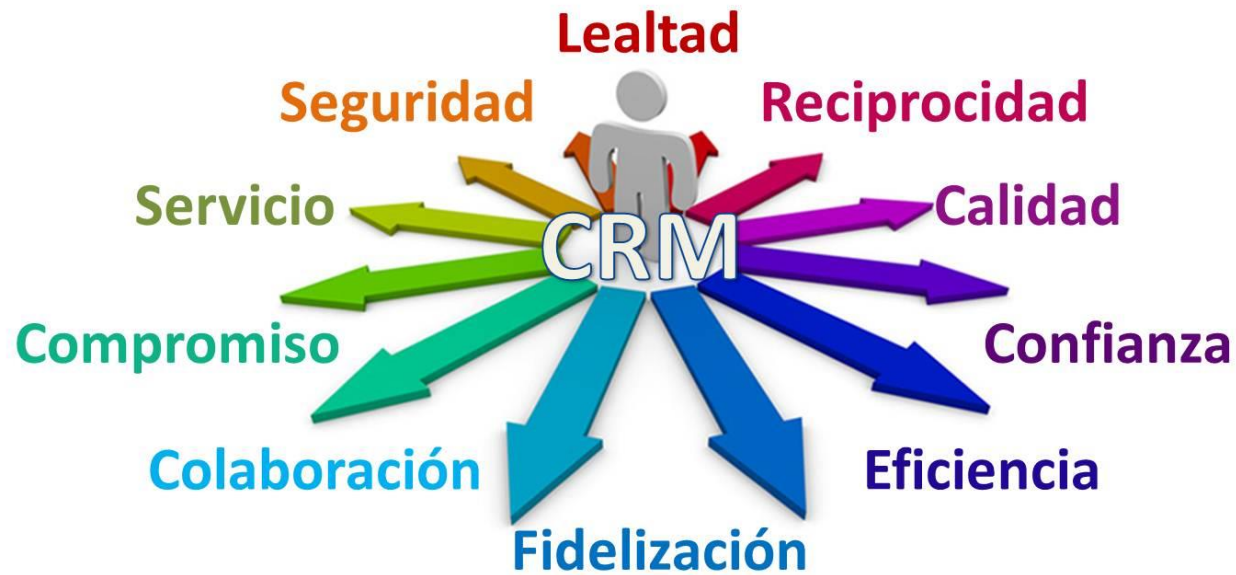 Lealtad
Seguridad
Reciprocidad
Servicio
Calidad
CRM
Compromiso
Confianza
Colaboración
Eficiencia
Fidelización